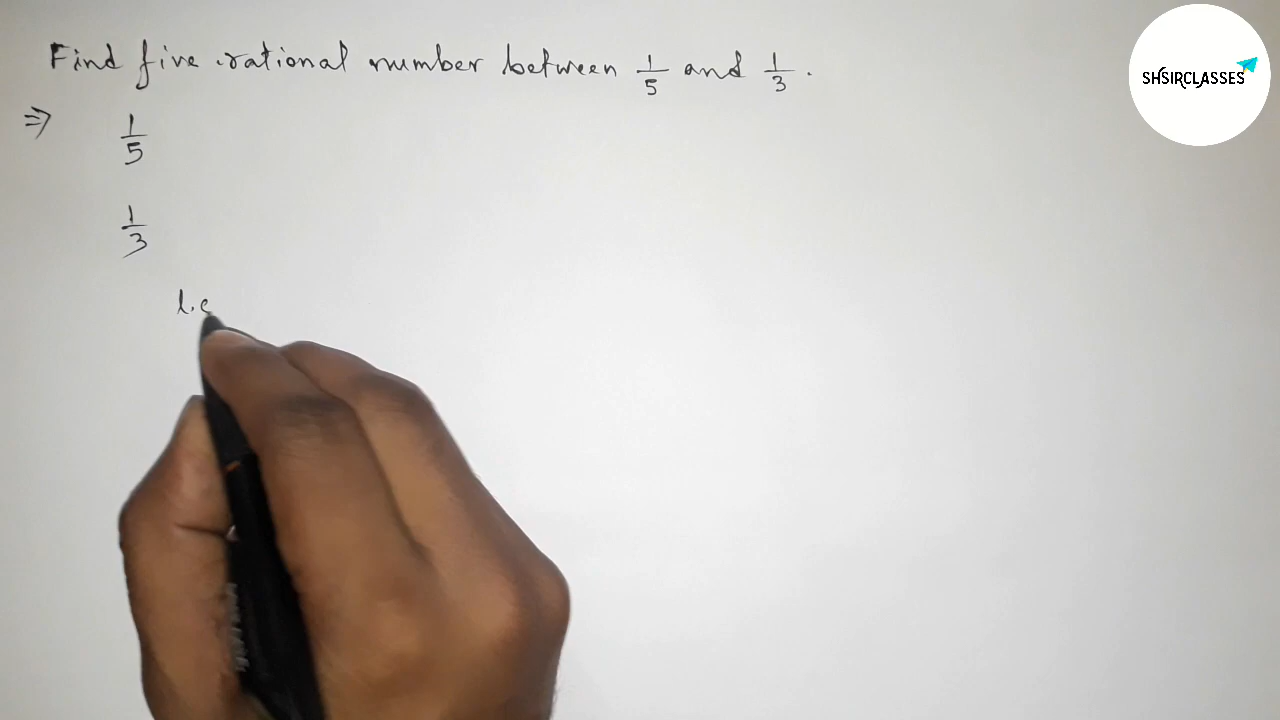 Find five rational number between 1/5 and 1/3.
SHSIRCLASSES
⇒ 1/5
1/3
l.c